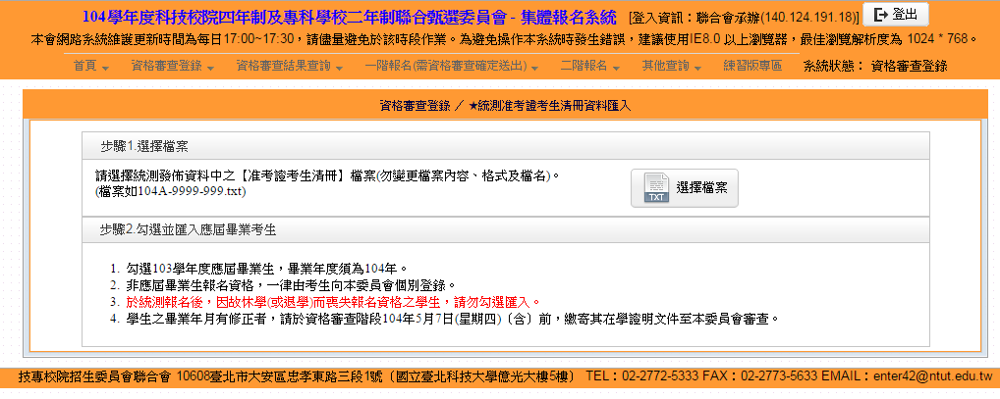 104學年度科技校院四年制及專科學校二年制聯合甄選委員會 - 集體報名系統 [登入資訊：聯合會承辦(140.124.191.18)] 登出
本會網路系統維護更新時間為每日17:00~17:30，請儘量避免於該時段作業。為避免操作本系統時發生錯誤，建議使用IE8.0 以上瀏覽器，最佳瀏覽解析度為 1024 * 768。
首頁 資格審查登錄 資格審查結果查詢 一階報名(需資格審查確定送出) 二階報名 其他查詢 練習版專區 系統狀態： 資格審查登錄
資格審查登錄 ／ ★統測准考證考生清冊資料匯入
步驟1.選擇檔案
請選擇統測發佈資料中之【准考證考生清冊】檔案(勿變更檔案內容、格式及檔名)。
(檔案如104A-9999-999.txt)
TXT 選擇檔案
步驟2.勾選並匯入應屆畢業考生
1. 勾選103學年度應屆畢業生，畢業年度須為104年。
2. 非應屆畢業生報名資格，一律由考生向本委員會個別登錄。
3. 於統測報名後，因故休學(或退學)而喪失報名資格之學生，請勿勾選匯入。
4. 學生之畢業年月有修正者，請於資格審查階段104年5月7日(星期四)〔含〕前，繳寄其在學證明文件至本委員會審查。
技專校院招生委員會聯合會 10608臺北市大安區忠孝東路三段1號〔國立臺北科技大學億光大樓5樓〕 TEL：02-2772-5333 FAX：02-2773-5633 EMAIL：enter42@ntut.edu.tw